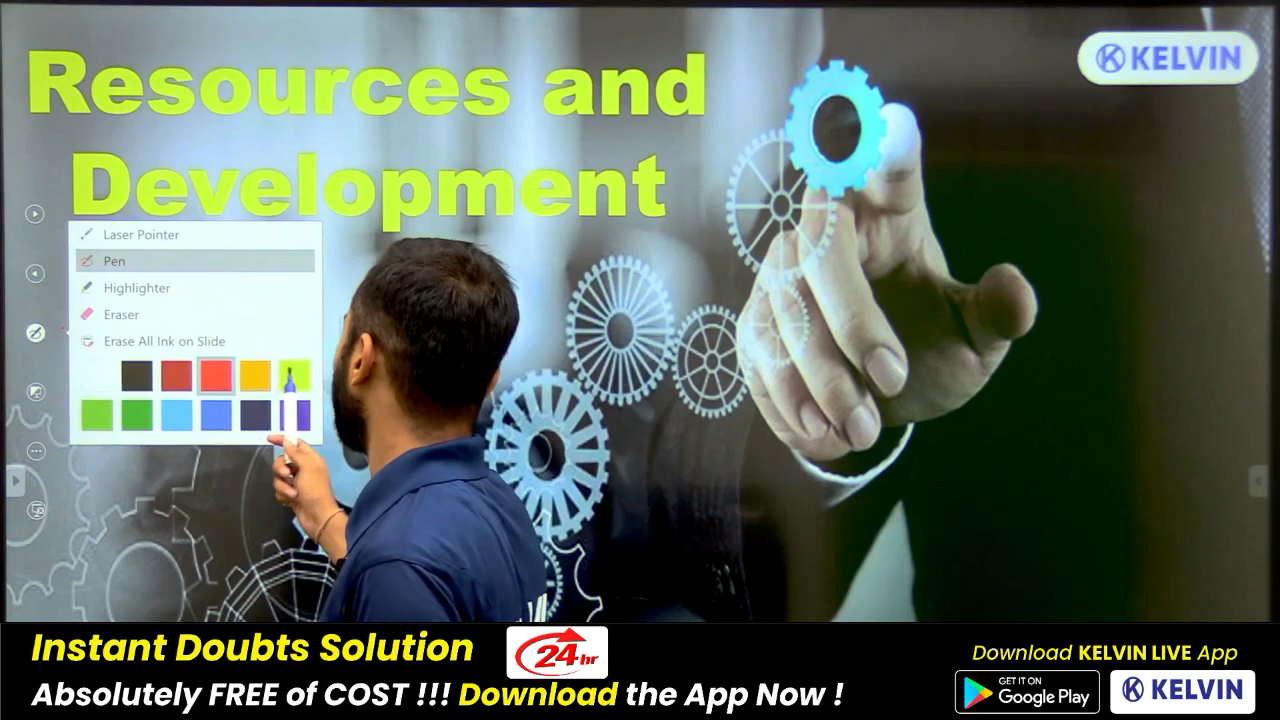 Resources and
Development
KELVIN
Laser Pointer
Pen
Highlighter
Eraser
Erase All Ink on Slide
Instant Doubts Solution
24hr
Absolutely FREE of COST !!! Download the App Now !
Download KELVIN LIVE App
GET IT ON
Google Play
KELVIN